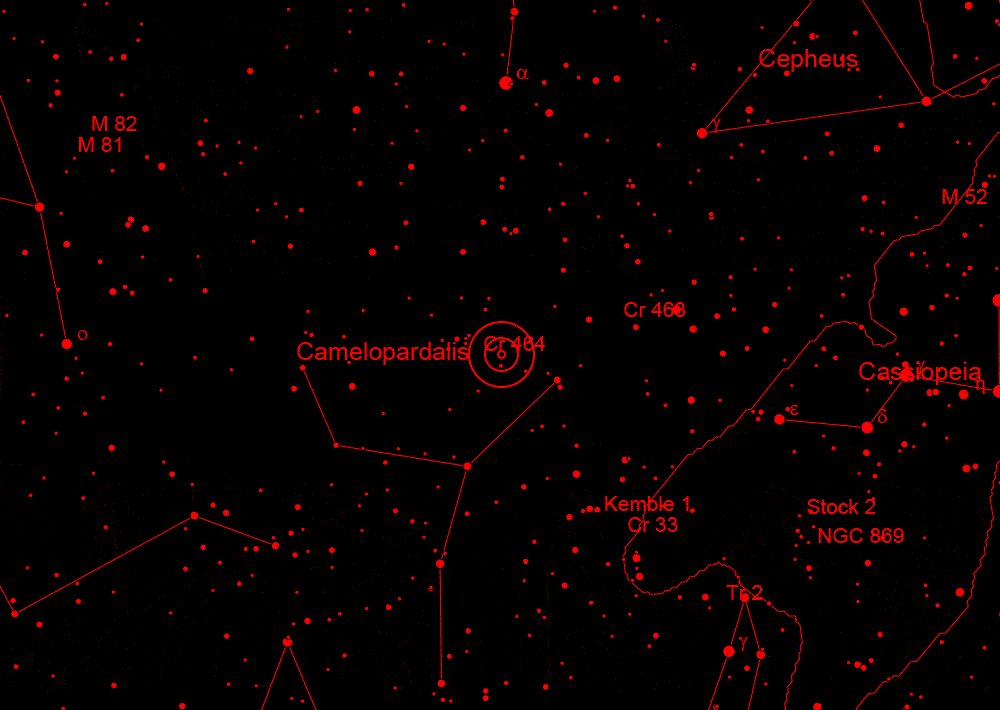 α
Cepheus
M 82
M 81
M 52
Cr 463
ο
Cr 464
Camelopardalis
γ
Cassiopeia
η
ε
δ
Kemble 1
Stock 2
Cr 33
NGC 869
Tr 2
γ